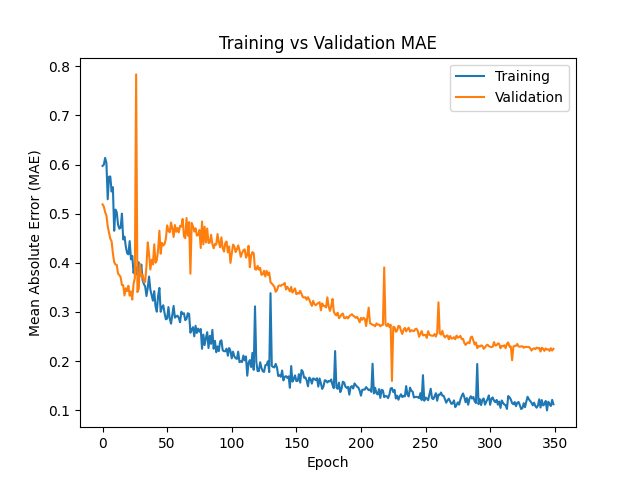 Training vs Validation MAE
Training
Validation
Mean Absolute Error (MAE)
0.8
0.7
0.6
0.5
0.4
0.3
0.2
0.1
0 50 100 150 200 250 300 350
Epoch